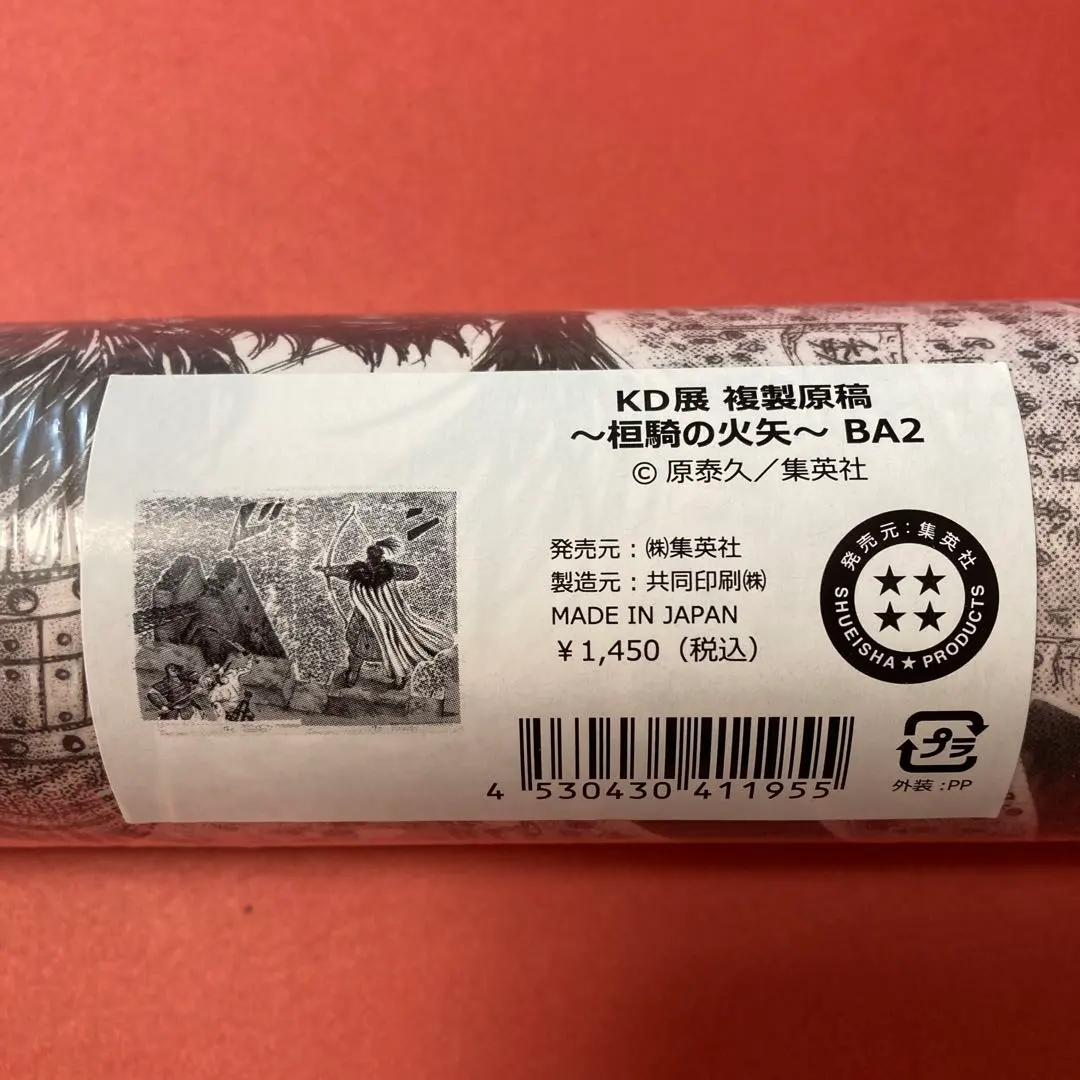 KD展 複製原稿
～桓騎の火矢～ BA2
© 原泰久／集英社
ドン
発売元：㈱集英社
製造元：共同印刷㈱
MADE IN JAPAN
￥1,450（税込）
発売元：集英社
SHUEISHA★PRODUCTS
4 530430 411955
プラ
外装:PP